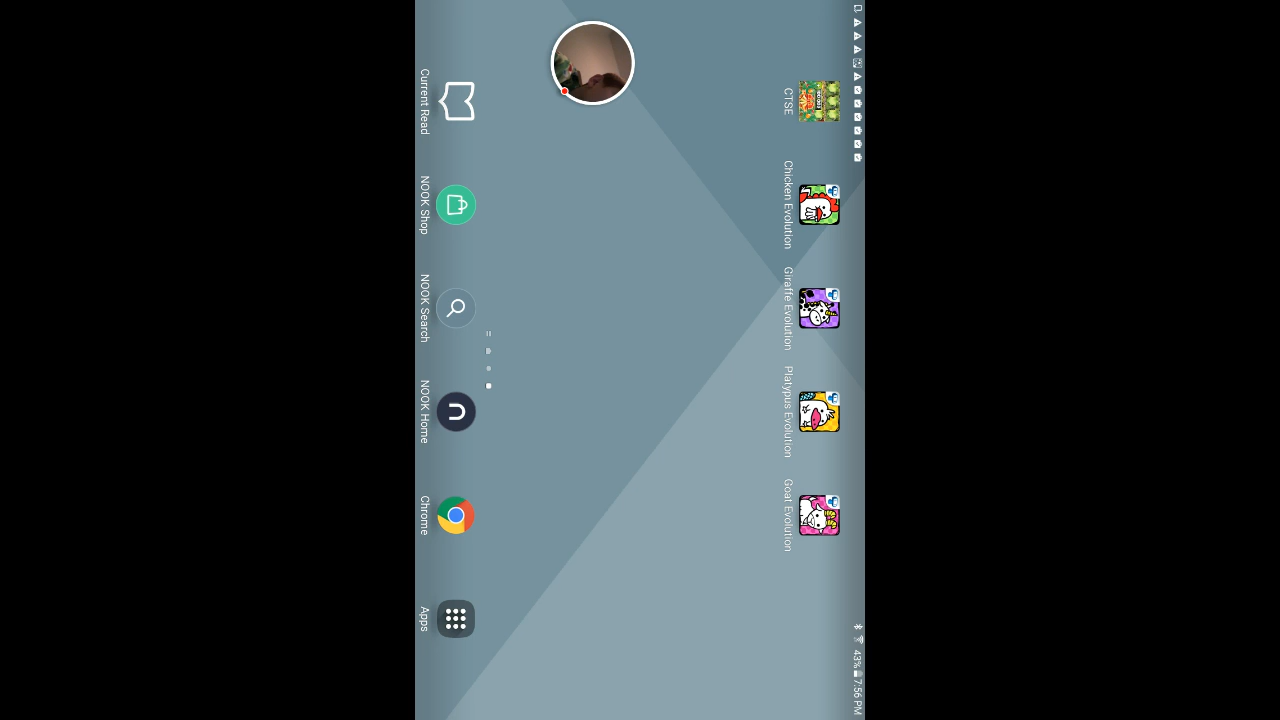 43% 7:56 PM
CTSE
Chicken Evolution
Giraffe Evolution
Platypus Evolution
Goat Evolution
Current Read
NOOK Shop
NOOK Search
NOOK Home
Chrome
Apps